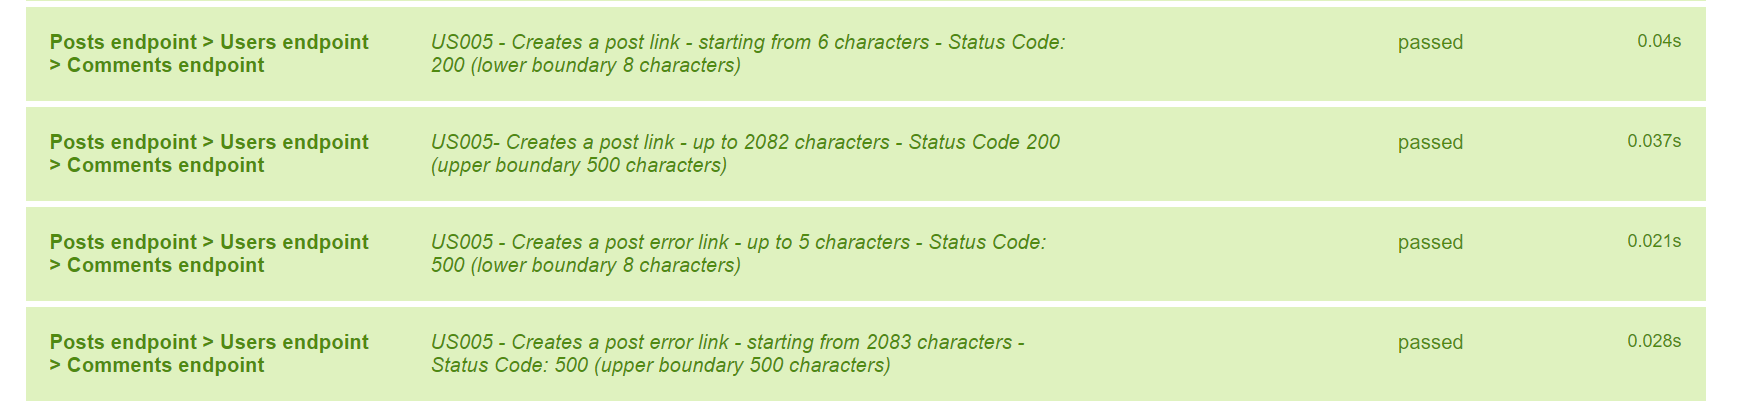 Posts endpoint > Users endpoint
> Comments endpoint
US005 - Creates a post link - starting from 6 characters - Status Code:
200 (lower boundary 8 characters)
passed
0.04s
Posts endpoint > Users endpoint
> Comments endpoint
US005- Creates a post link - up to 2082 characters - Status Code 200
(upper boundary 500 characters)
passed
0.037s
Posts endpoint > Users endpoint
> Comments endpoint
US005 - Creates a post error link - up to 5 characters - Status Code:
500 (lower boundary 8 characters)
passed
0.021s
Posts endpoint > Users endpoint
> Comments endpoint
US005 - Creates a post error link - starting from 2083 characters -
Status Code: 500 (upper boundary 500 characters)
passed
0.028s